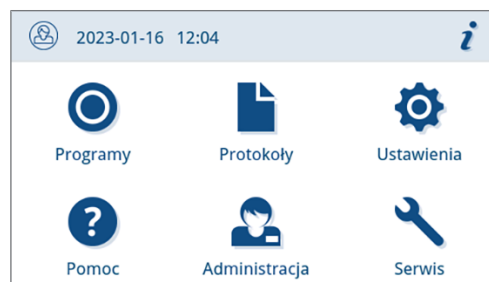 2023-01-16 12:04 i
Programy Protokoły Ustawienia
? 
Pomoc Administracja Serwis